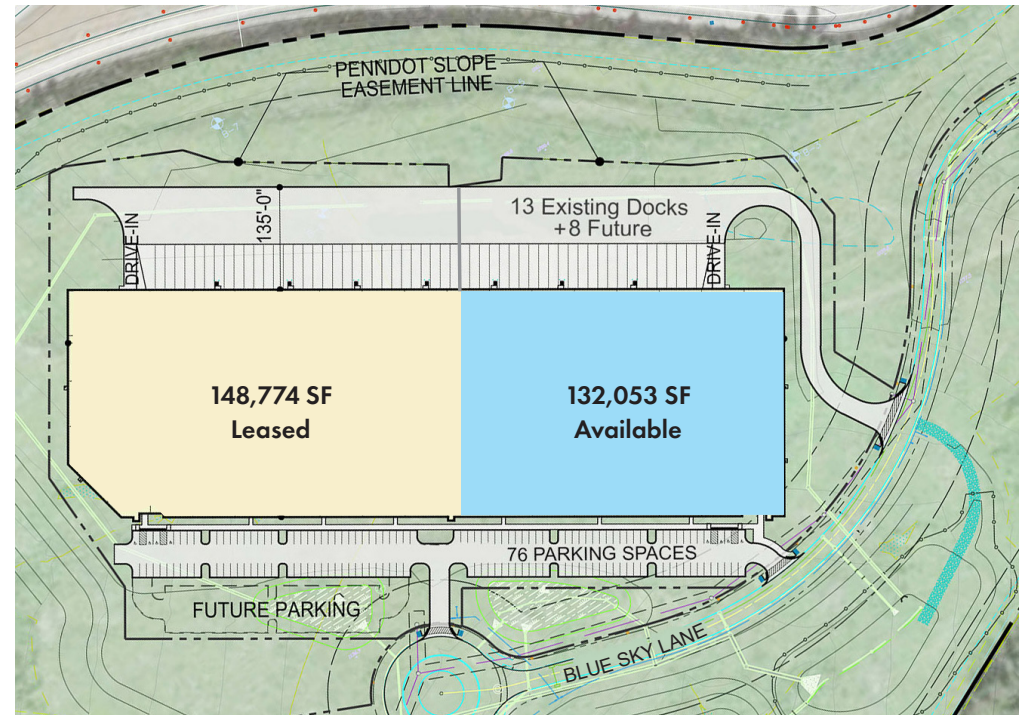 PENNDOT SLOPE
EASEMENT LINE
135'-0"
13 Existing Docks
+8 Future
DRIVE-IN
DRIVE-IN
148,774 SF
Leased
132,053 SF
Available
76 PARKING SPACES
FUTURE PARKING
BLUE SKY LANE